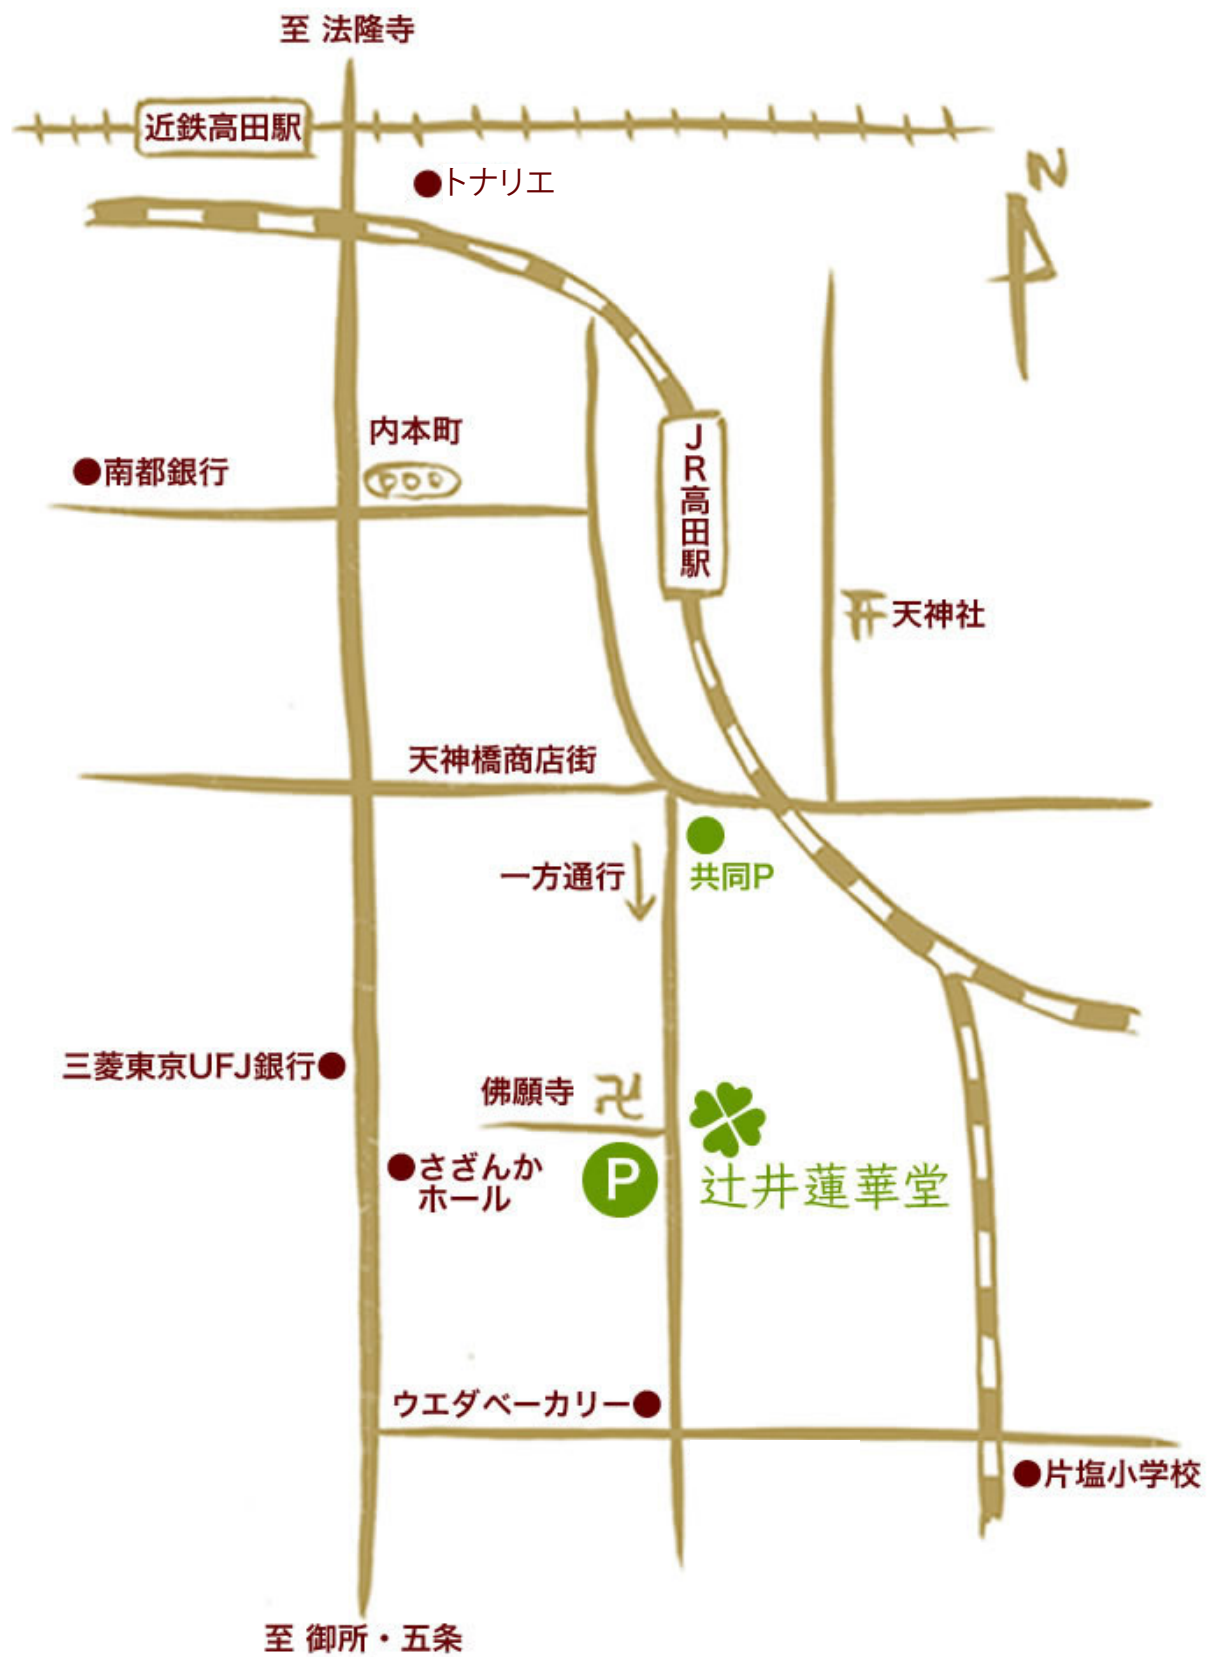 至 法隆寺
近鉄高田駅
N
●トナリエ
内本町
●南都銀行
JR高田駅
天神社
天神橋商店街
一方通行
共同P
三菱東京UFJ銀行●
佛願寺 卍
●さざんか
ホール
P
辻井蓮華堂
ウエダベーカリー●
●片塩小学校
至 御所・五条